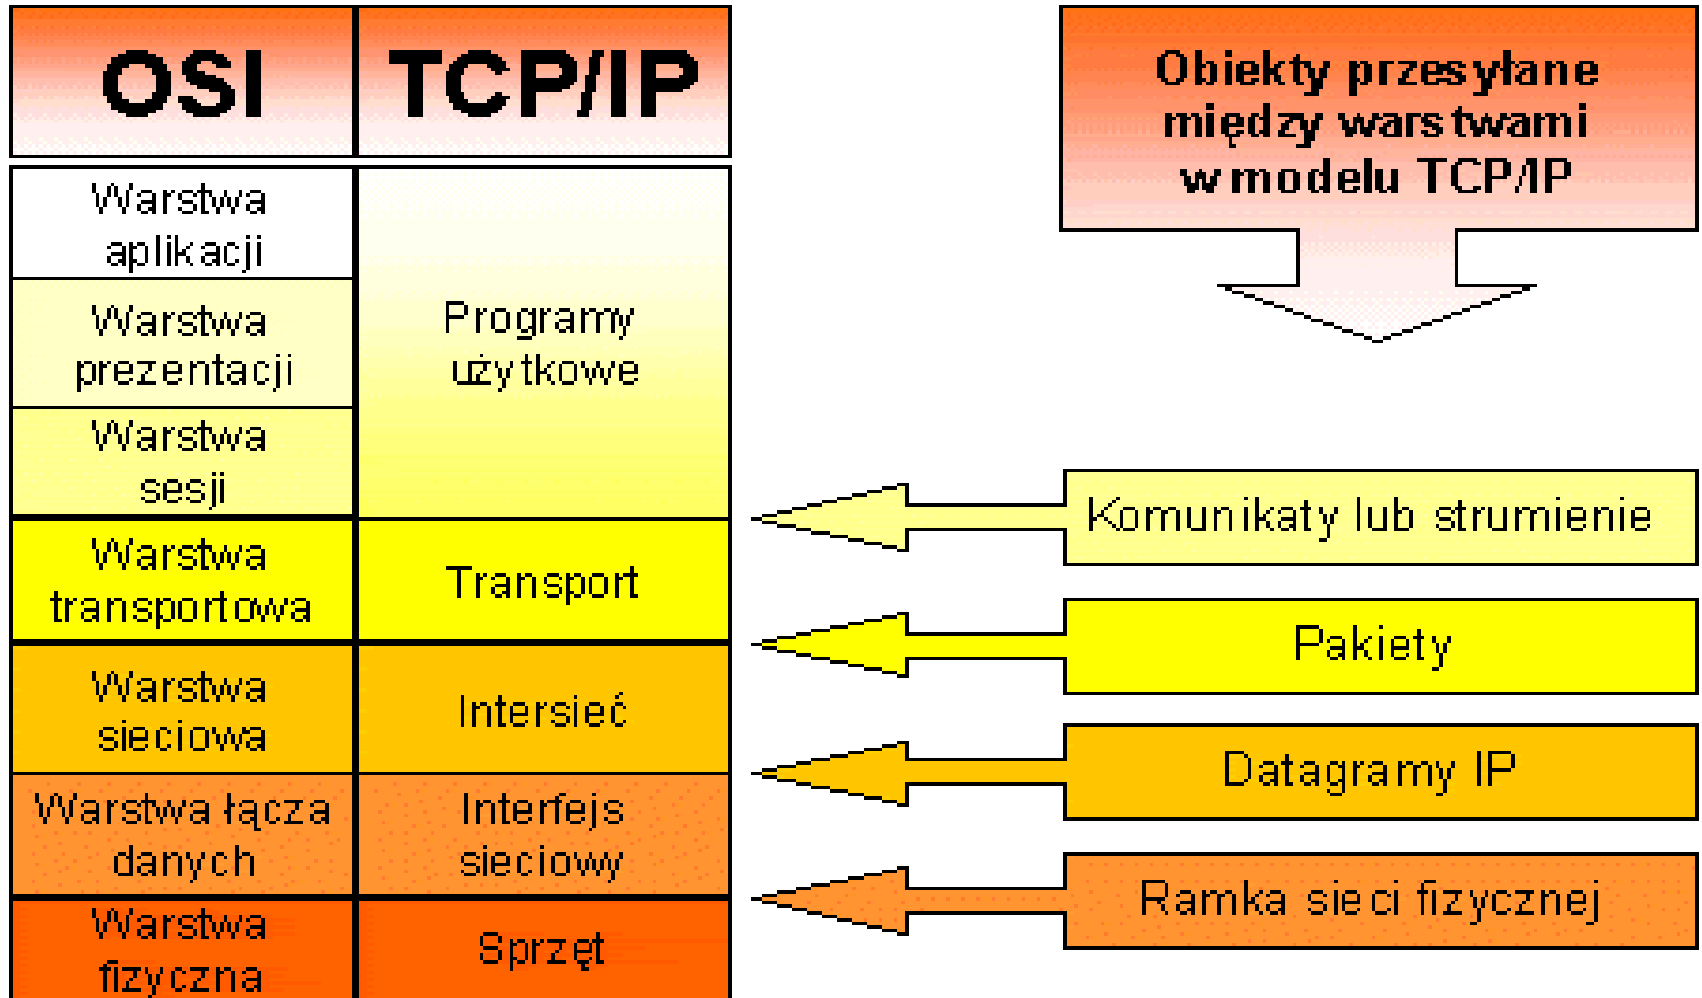 OSI
TCP/IP
Obiekty przesyłane
między warstwami
w modelu TCP/IP
Warstwa
aplikacji
Warstwa
prezentacji
Warstwa
sesji
Programy
użytkowe
Komunikaty lub strumienie
Warstwa
transportowa
Transport
Pakiety
Warstwa
sieciowa
Intersieć
Datagramy IP
Warstwa łącza
danych
Interfejs
sieciowy
Ramka sieci fizycznej
Warstwa
fizyczna
Sprzęt